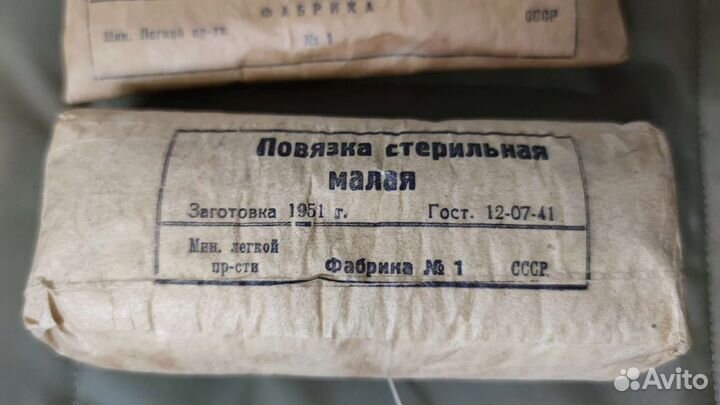 ФАБРИКА
Мин. Легкой пр-ти № 1 СССР
Повязка стерильная
малая
Заготовка 1951 г. Гост. 12-07-41
Мин. легкой
пр-сти Фабрика № 1 СССР.
Avito